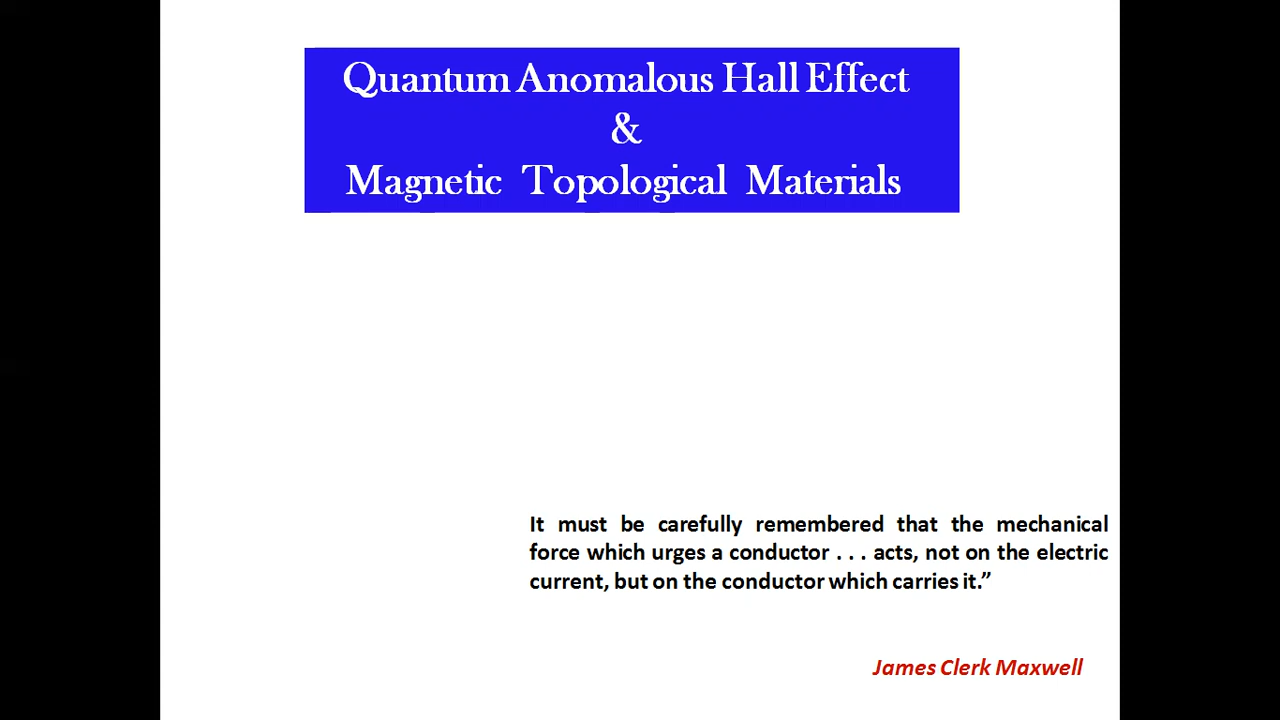 Quantum Anomalous Hall Effect
&
Magnetic Topological Materials
It must be carefully remembered that the mechanical
force which urges a conductor . . . acts, not on the electric
current, but on the conductor which carries it.”
James Clerk Maxwell